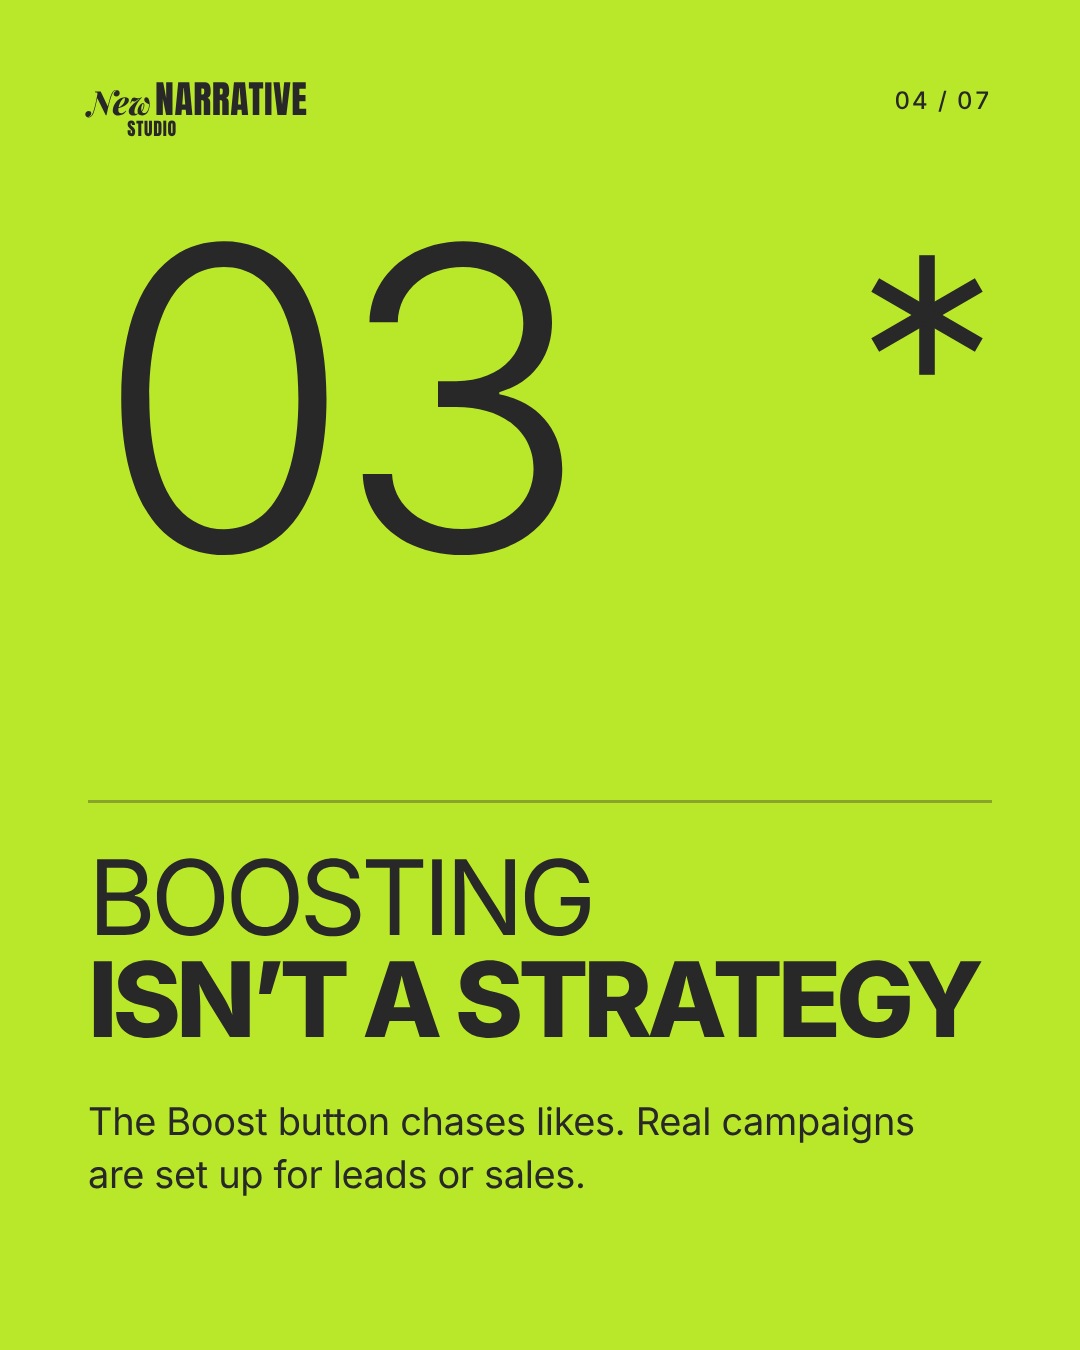 New NARRATIVE
STUDIO
04 / 07
03
*
BOOSTING
ISN’T A STRATEGY
The Boost button chases likes. Real campaigns
are set up for leads or sales.